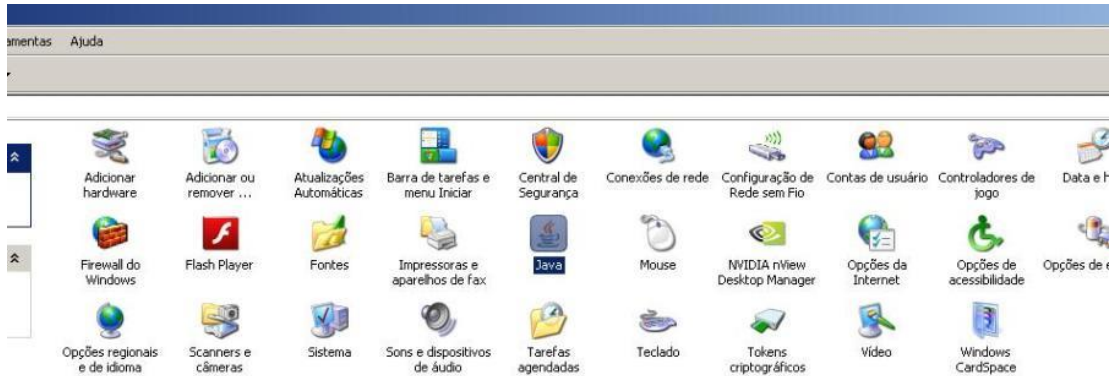 amentas Ajuda
Adicionar hardware
Adicionar ou remover ...
Atualizações Automáticas
Barra de tarefas e menu Iniciar
Central de Segurança
Conexões de rede
Configuração de Rede sem Fio
Contas de usuário
Controladores de jogo
Data e h
Firewall do Windows
Flash Player
Fontes
Impressoras e aparelhos de fax
Java
Mouse
NVIDIA nView Desktop Manager
Opções da Internet
Opções de acessibilidade
Opções de e
Opções regionais e de idioma
Scanners e câmeras
Sistema
Sons e dispositivos de áudio
Tarefas agendadas
Teclado
Tokens criptográficos
Vídeo
Windows CardSpace